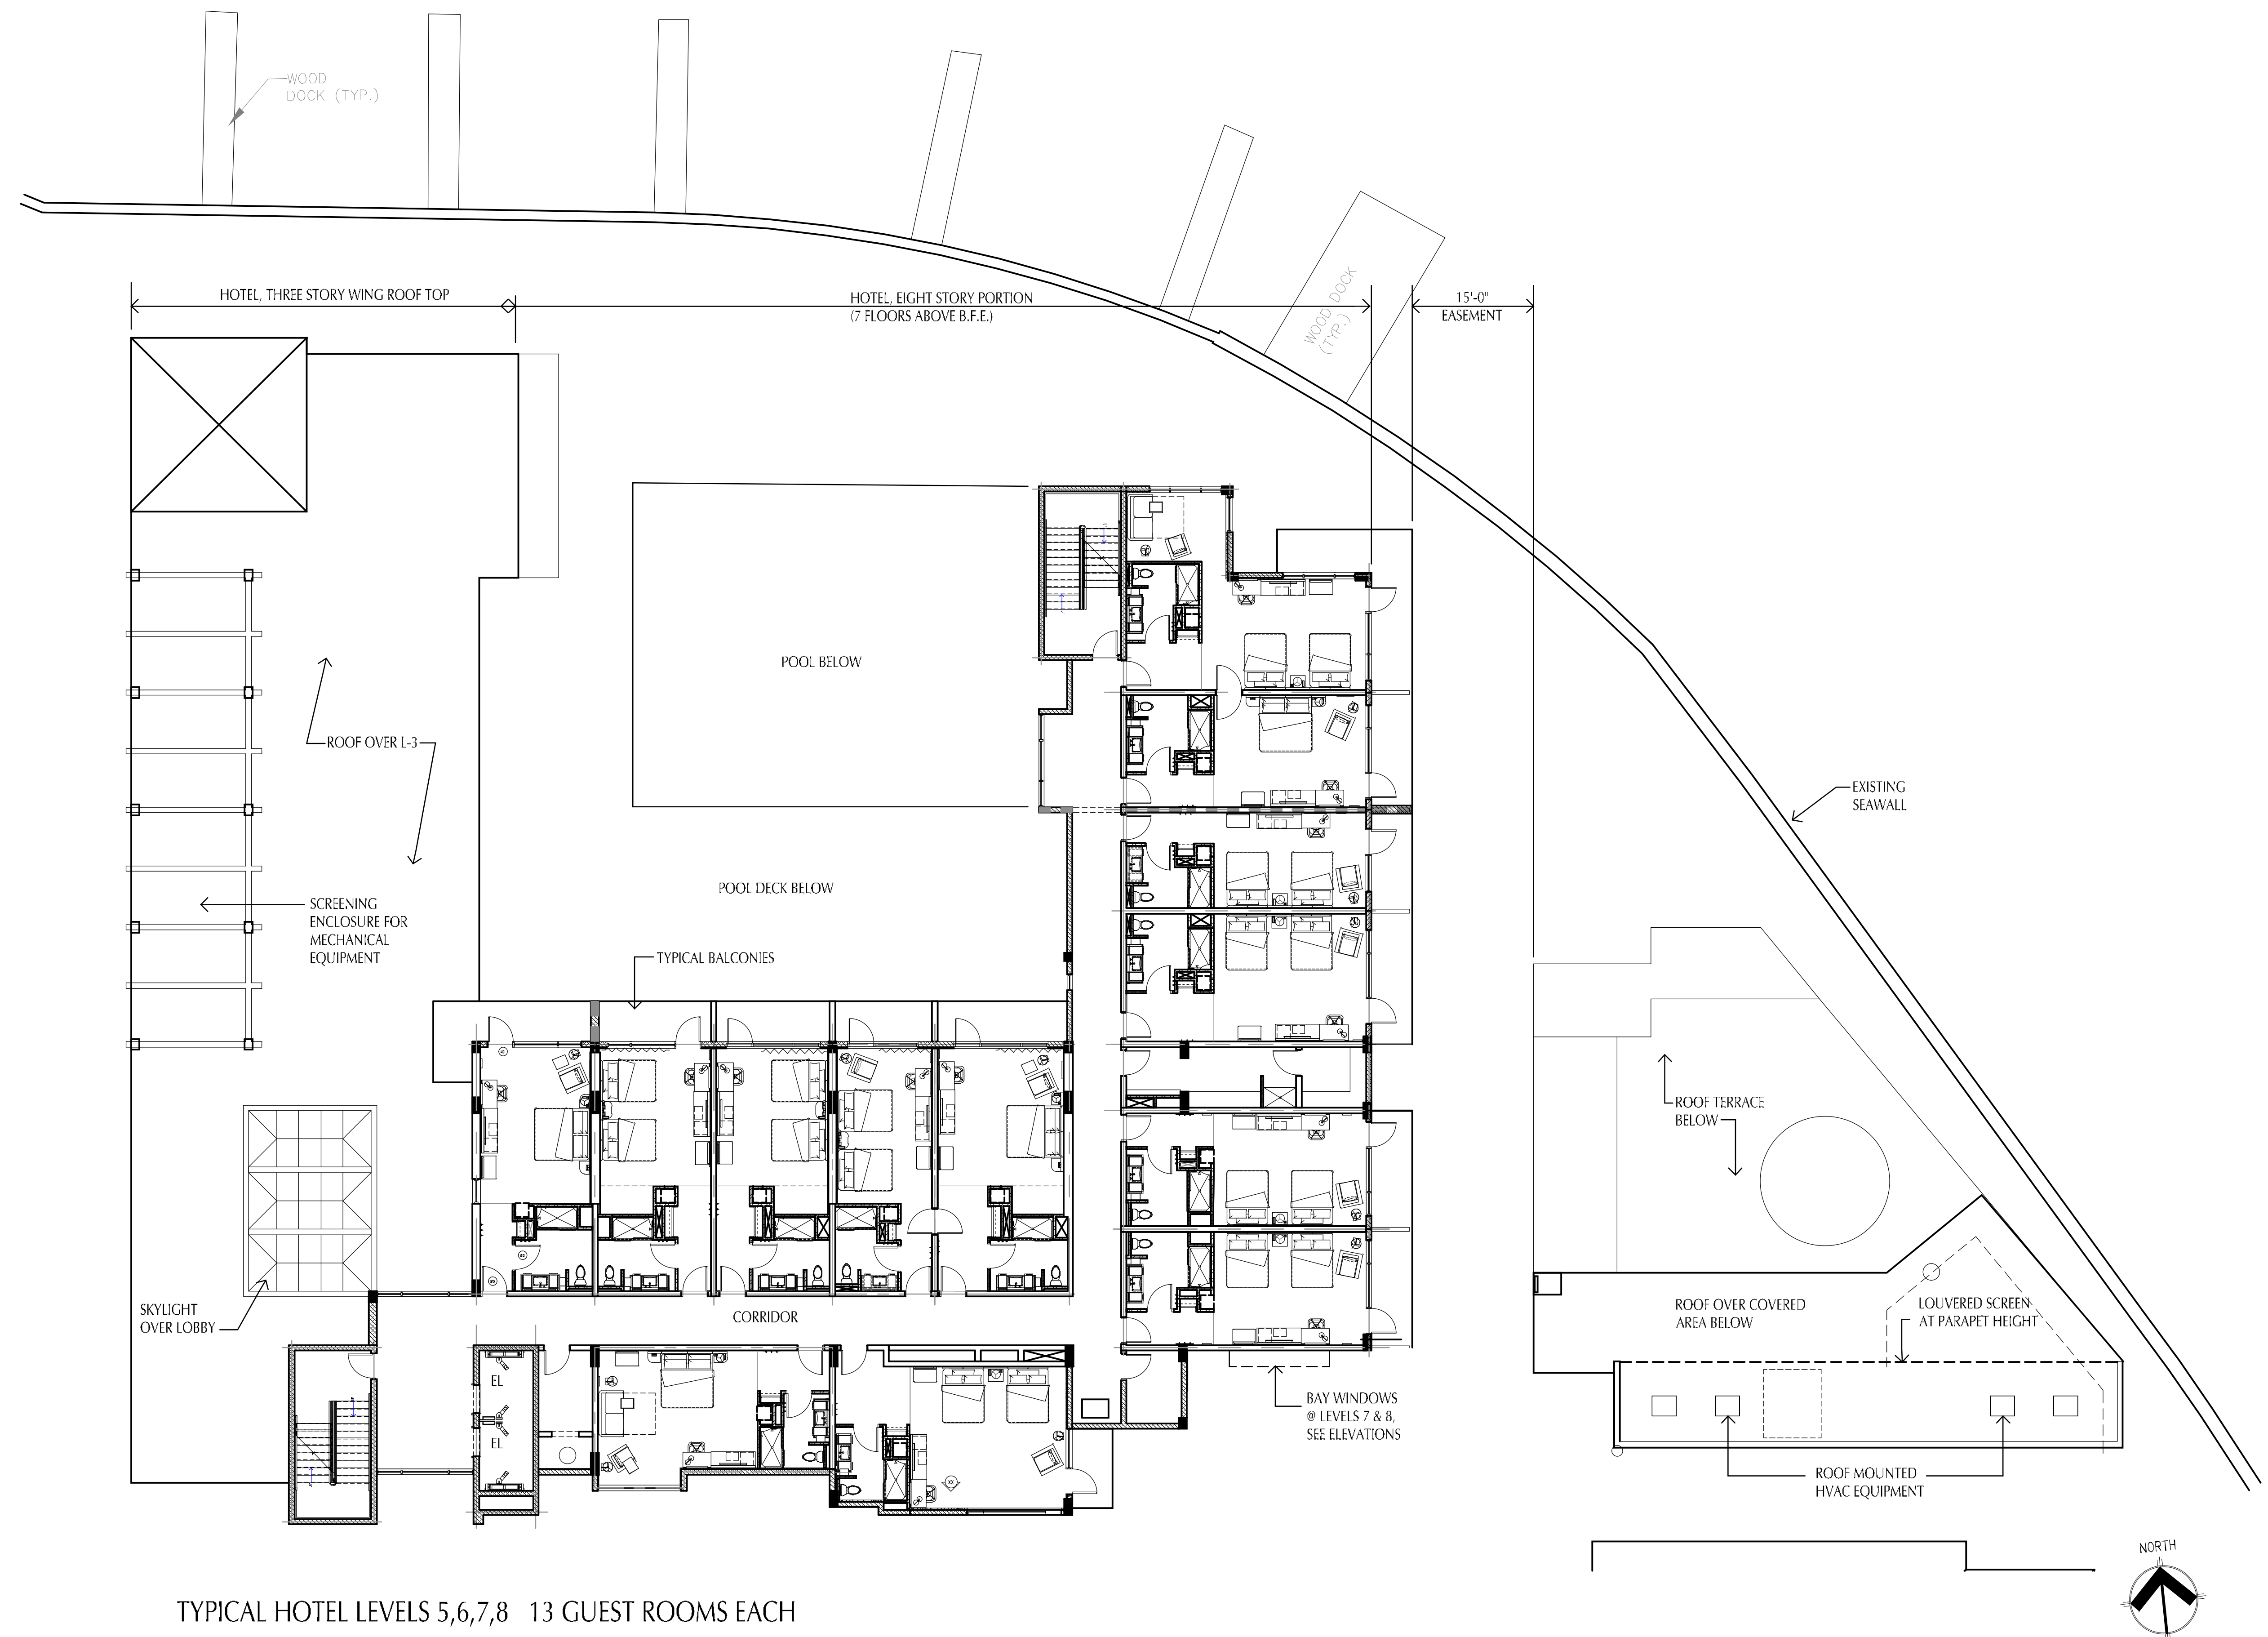 WOOD
DOCK (TYP.)
HOTEL, THREE STORY WING ROOF TOP
HOTEL, EIGHT STORY PORTION
(7 FLOORS ABOVE B.F.E.)
WOOD DOCK
(TYP.)
15'-0"
EASEMENT
POOL BELOW
ROOF OVER L-3
EXISTING
SEAWALL
POOL DECK BELOW
SCREENING
ENCLOSURE FOR
MECHANICAL
EQUIPMENT
TYPICAL BALCONIES
ROOF TERRACE
BELOW
SKYLIGHT
OVER LOBBY
CORRIDOR
ROOF OVER COVERED
AREA BELOW
LOUVERED SCREEN
AT PARAPET HEIGHT
EL
EL
BAY WINDOWS
@ LEVELS 7 & 8,
SEE ELEVATIONS
XX
ROOF MOUNTED
HVAC EQUIPMENT
NORTH
TYPICAL HOTEL LEVELS 5,6,7,8 13 GUEST ROOMS EACH